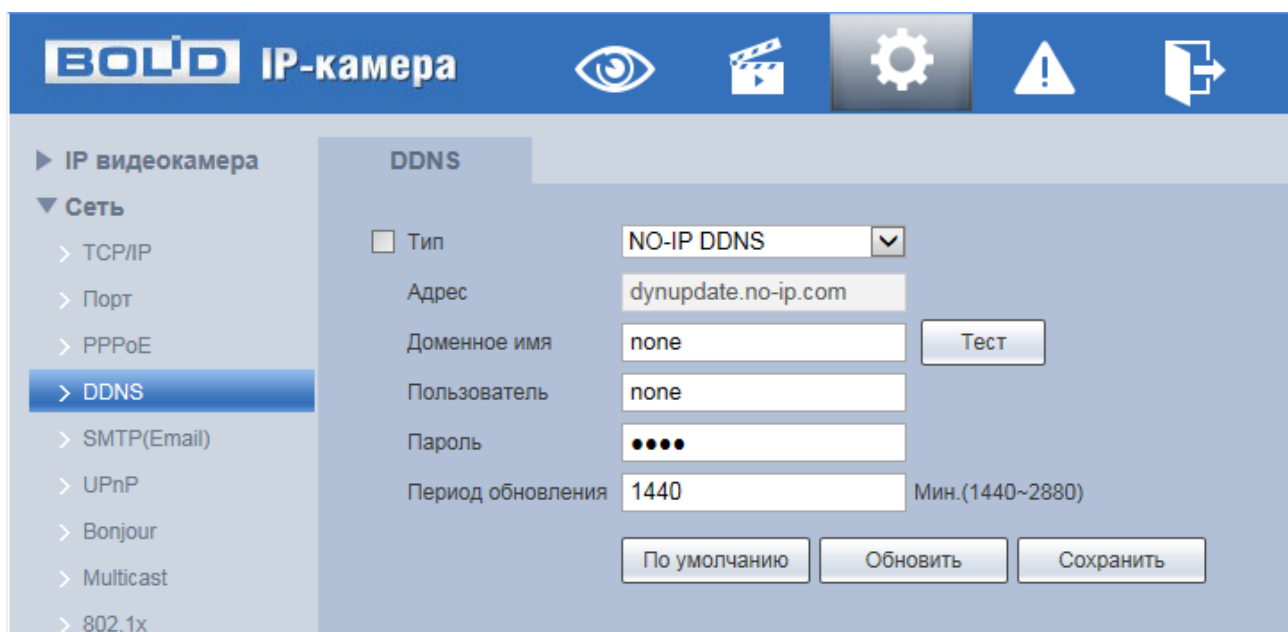 BOLID IP-камера
IP видеокамера
Сеть
TCP/IP
Порт
PPPoE
DDNS
SMTP(Email)
UPnP
Bonjour
Multicast
802.1x
DDNS
Тип NO-IP DDNS
Адрес dynupdate.no-ip.com
Доменное имя none Тест
Пользователь none
Пароль ●●●●
Период обновления 1440 Мин.(1440~2880)
По умолчанию Обновить Сохранить